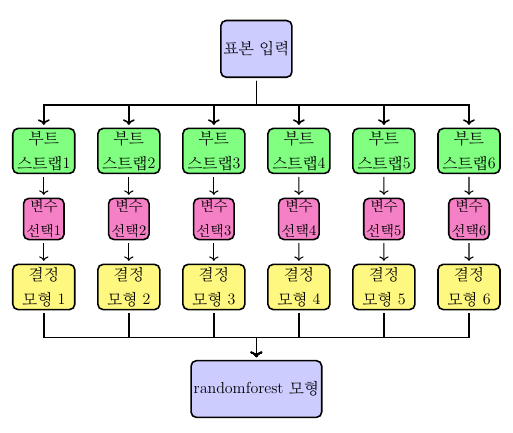 표본 입력
부트
스트랩1
부트
스트랩2
부트
스트랩3
부트
스트랩4
부트
스트랩5
부트
스트랩6
변수
선택1
변수
선택2
변수
선택3
변수
선택4
변수
선택5
변수
선택6
결정
모형 1
결정
모형 2
결정
모형 3
결정
모형 4
결정
모형 5
결정
모형 6
randomforest 모형